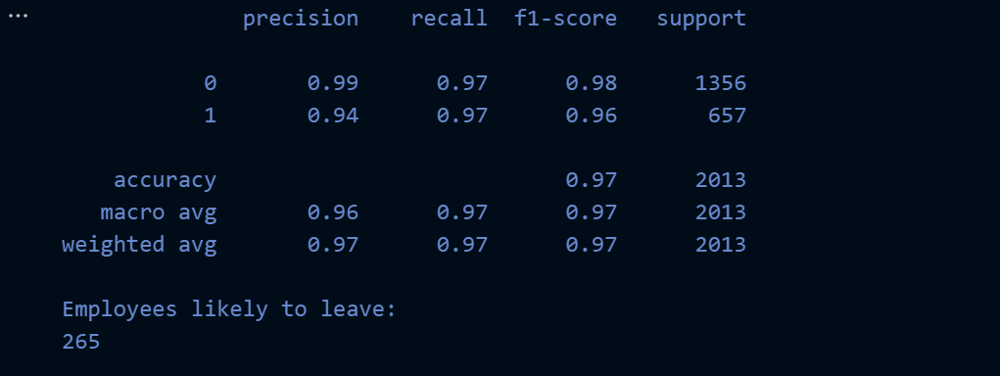 ...
precision recall f1-score support
0 0.99 0.97 0.98 1356
1 0.94 0.97 0.96 657
accuracy 0.97 2013
macro avg 0.96 0.97 0.97 2013
weighted avg 0.97 0.97 0.97 2013
Employees likely to leave:
265